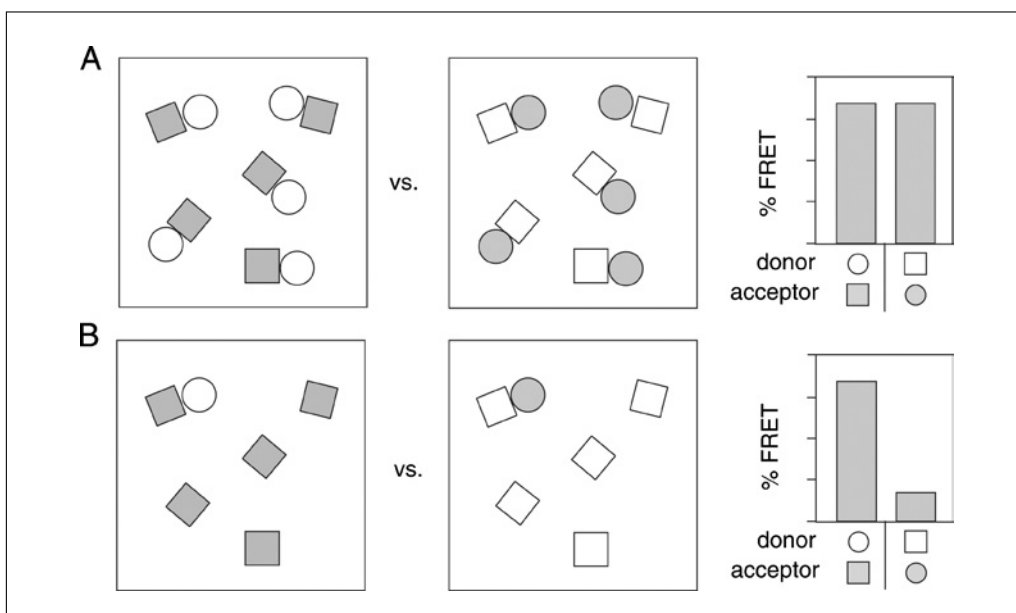 A
vs.
% FRET
donor
acceptor
B
vs.
% FRET
donor
acceptor